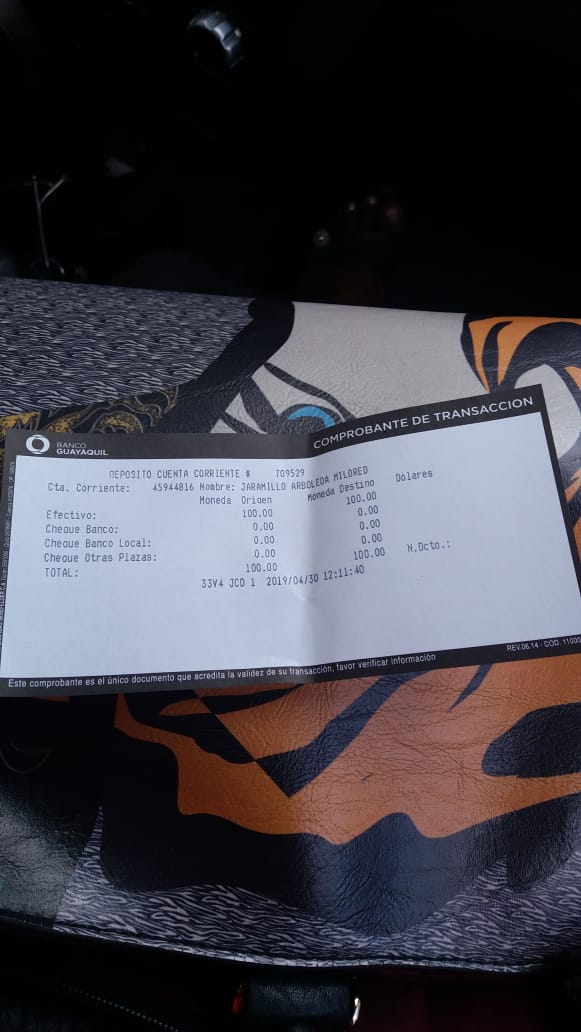 BANCO
GUAYAQUIL
COMPROBANTE DE TRANSACCION
DEPOSITO CUENTA CORRIENTE # 709529
Cta. Corriente: 45944816 Nombre: JARAMILLO ARBOLEDA MILDRED
Moneda Origen Moneda Destino Dólares
Efectivo: 100.00 100.00
Cheque Banco: 0.00 0.00
Cheque Banco Local: 0.00 0.00
Cheque Otras Plazas: 0.00 0.00
TOTAL: 100.00 100.00 N.Dcto.:
33V4 JCD 1 2019/04/30 12:11:40
Este comprobante es el único documento que acredita la validez de su transacción, favor verificar información
REV.06.14 - COD. 11000